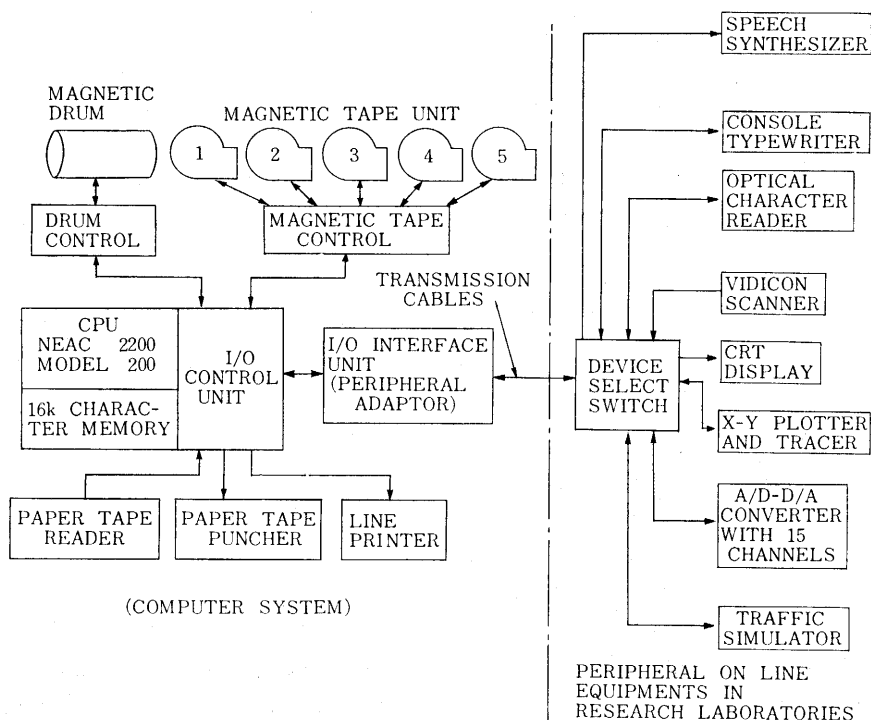 SPEECH
SYNTHESIZER
MAGNETIC
DRUM
MAGNETIC TAPE UNIT
1
2
3
4
5
CONSOLE
TYPEWRITER
OPTICAL
CHARACTER
READER
DRUM
CONTROL
MAGNETIC TAPE
CONTROL
TRANSMISSION
CABLES
VIDICON
SCANNER
CPU
NEAC 2200
MODEL 200
I/O
CONTROL
UNIT
I/O INTERFACE
UNIT
(PERIPHERAL
ADAPTOR)
DEVICE
SELECT
SWITCH
CRT
DISPLAY
16k CHARAC-
TER MEMORY
X-Y PLOTTER
AND TRACER
PAPER TAPE
READER
PAPER TAPE
PUNCHER
LINE
PRINTER
A/D-D/A
CONVERTER
WITH 15
CHANNELS
(COMPUTER SYSTEM)
TRAFFIC
SIMULATOR
PERIPHERAL ON LINE
EQUIPMENTS IN
RESEARCH LABORATORIES